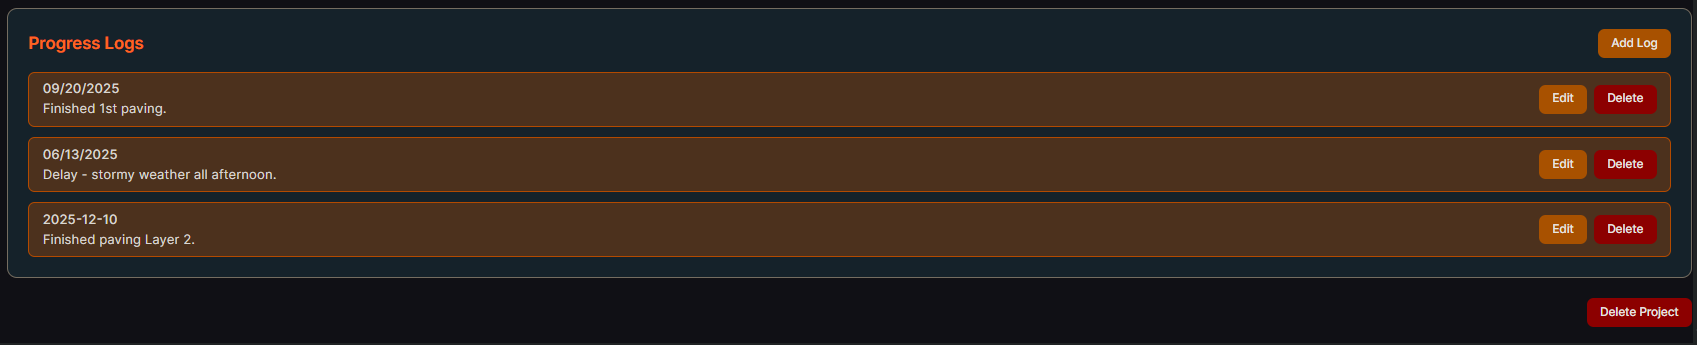 Progress Logs
Add Log
09/20/2025
Finished 1st paving.
Edit
Delete
06/13/2025
Delay - stormy weather all afternoon.
Edit
Delete
2025-12-10
Finished paving Layer 2.
Edit
Delete
Delete Project